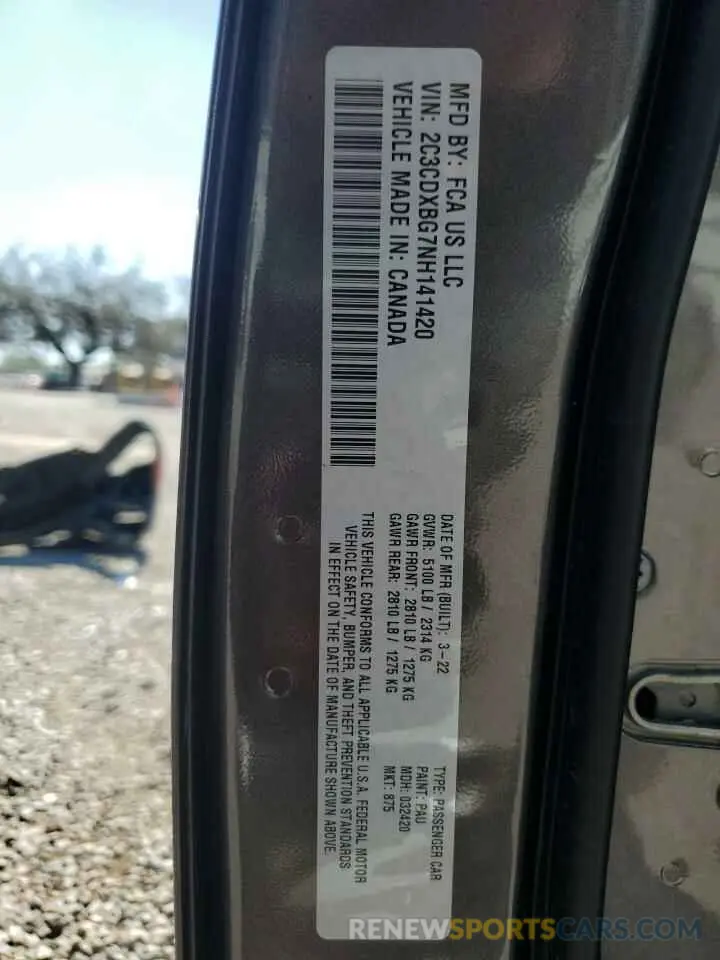 MFD BY: FCA US LLC
VIN: 2C3CDXBG7NH141420
VEHICLE MADE IN: CANADA
DATE OF MFR (BUILT): 3-22
GVWR: 5100 LB / 2314 KG
GAWR FRONT: 2810 LB / 1275 KG
GAWR REAR: 2810 LB / 1275 KG
TYPE: PASSENGER CAR
PAINT: PAU
MDH: 032420
MKT: 875
THIS VEHICLE CONFORMS TO ALL APPLICABLE U.S.A. FEDERAL MOTOR
VEHICLE SAFETY, BUMPER, AND THEFT PREVENTION STANDARDS
IN EFFECT ON THE DATE OF MANUFACTURE SHOWN ABOVE.
RENEWSPORTSCARS.COM